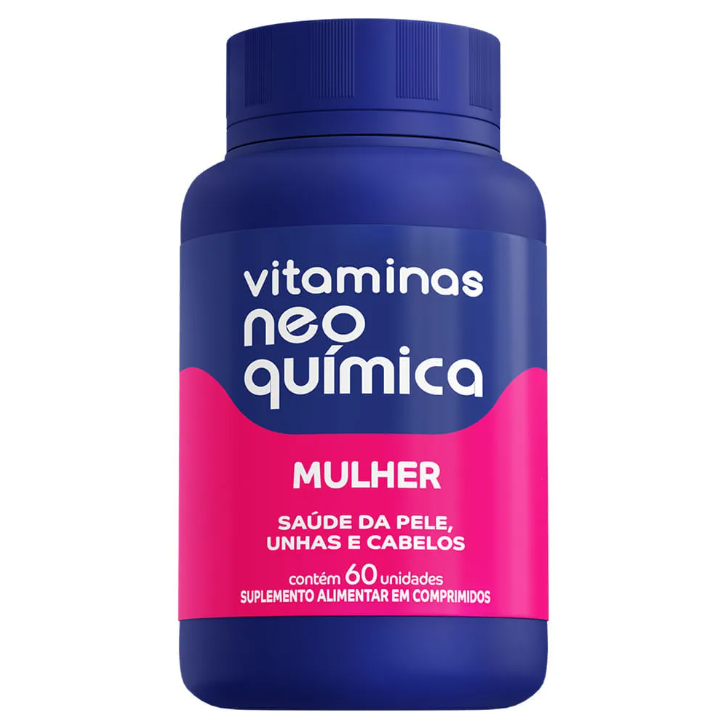 vitaminas
neo
química
MULHER
SAÚDE DA PELE,
UNHAS E CABELOS
contém 60 unidades
SUPLEMENTO ALIMENTAR EM COMPRIMIDOS